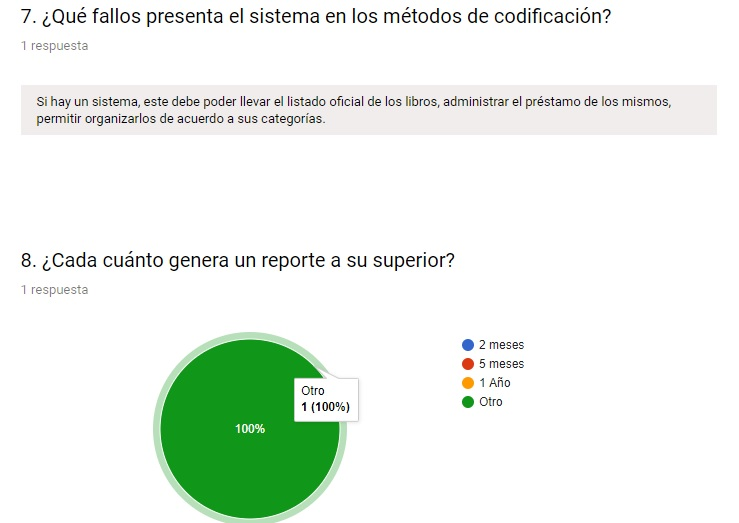 7. ¿Qué fallos presenta el sistema en los métodos de codificación?
1 respuesta
Si hay un sistema, este debe poder llevar el listado oficial de los libros, administrar el préstamo de los mismos,
permitir organizarlos de acuerdo a sus categorías.
8. ¿Cada cuánto genera un reporte a su superior?
1 respuesta
2 meses
5 meses
1 Año
Otro
Otro
1 (100%)
100%